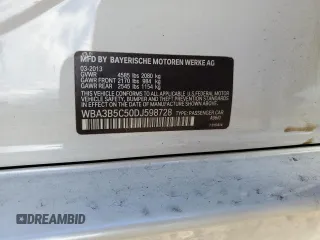 MFD BY BAYERISCHE MOTOREN WERKE AG
03-2013
GVWR 4585 lbs 2080 kg
GAWR FRONT 2170 lbs 984 kg
GAWR REAR 2545 lbs 1154 kg
THIS VEHICLE CONFORMS TO ALL APPLICABLE U.S. FEDERAL MOTOR
VEHICLE SAFETY, BUMPER, AND THEFT PREVENTION
STANDARDS IN EFFECT ON THE DATE OF MANUFACTURE SHOWN ABOVE.
WBA3B5C50DJ598728 TYPE: PASSENGER CAR
© DREAMBID
© DREAMBID.COM